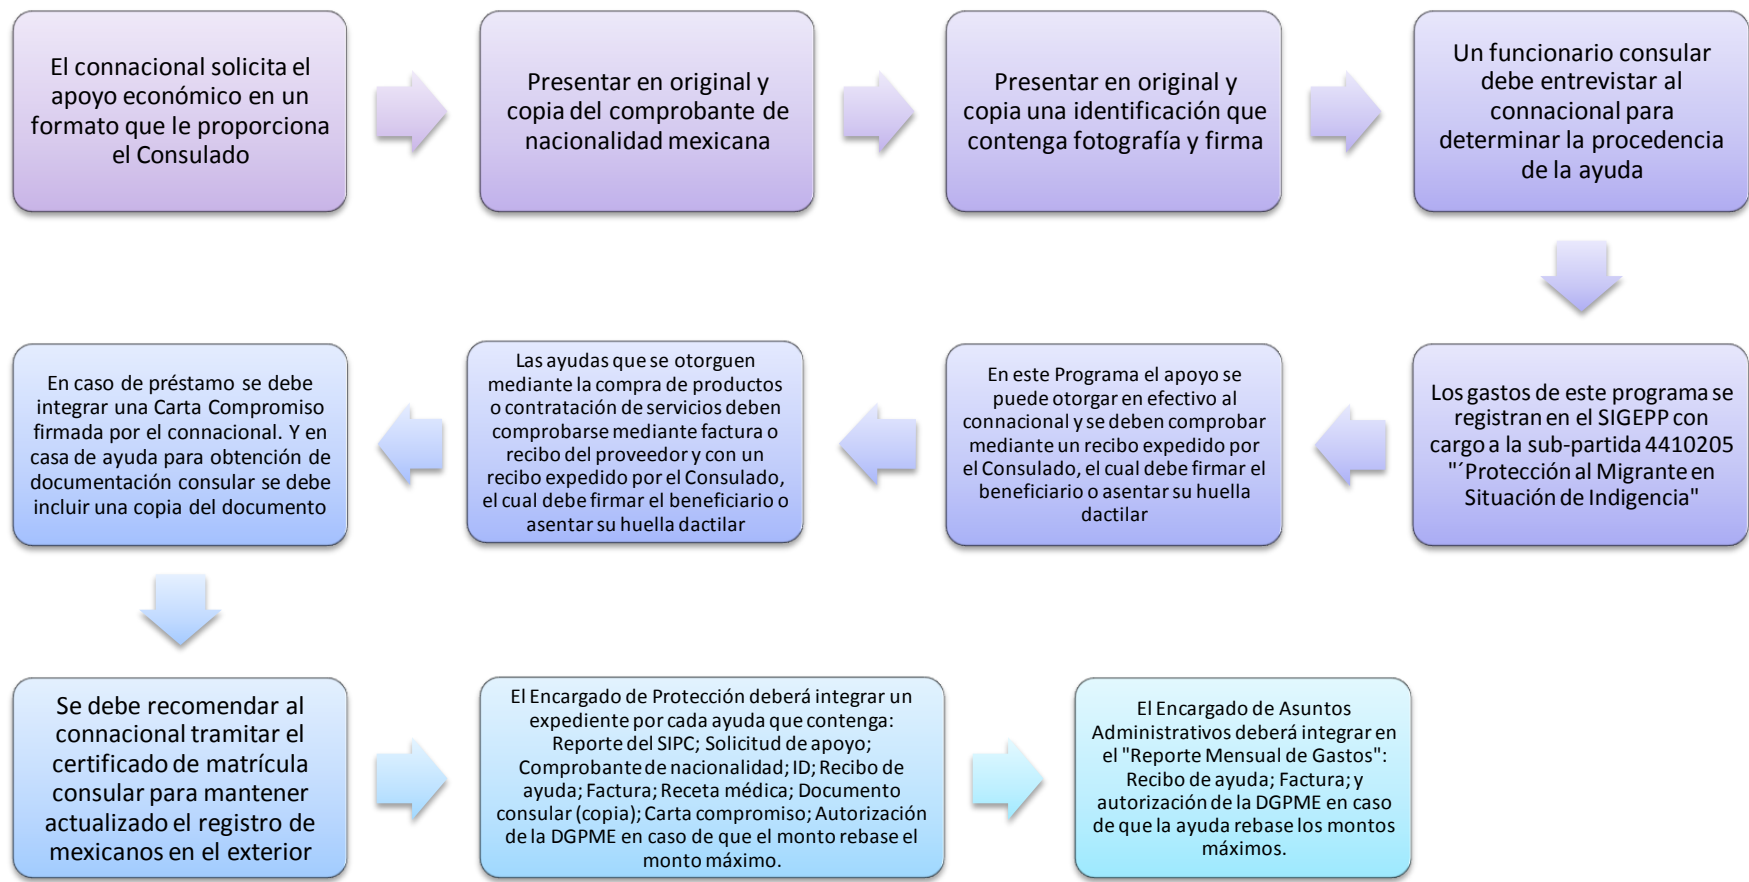 El connacional solicita el
apoyo económico en un
formato que le proporciona
el Consulado
Presentar en original y
copia del comprobante de
nacionalidad mexicana
Presentar en original y
copia una identificación que
contenga fotografía y firma
Un funcionario consular
debe entrevistar al
connacional para
determinar la procedencia
de la ayuda
Los gastos de este programa se
registran en el SIGEPP con
cargo a la sub-partida 4410205
"´Protección al Migrante en
Situación de Indigencia"
En este Programa el apoyo se
puede otorgar en efectivo al
connacional y se deben comprobar
mediante un recibo expedido por
el Consulado, el cual debe firmar el
beneficiario o asentar su huella
dactilar
Las ayudas que se otorguen
mediante la compra de productos
o contratación de servicios deben
comprobarse mediante factura o
recibo del proveedor y con un
recibo expedido por el Consulado,
el cual debe firmar el beneficiario o
asentar su huella dactilar
En caso de préstamo se debe
integrar una Carta Compromiso
firmada por el connacional. Y en
casa de ayuda para obtención de
documentación consular se debe
incluir una copia del documento
Se debe recomendar al
connacional tramitar el
certificado de matrícula
consular para mantener
actualizado el registro de
mexicanos en el exterior
El Encargado de Protección deberá integrar un
expediente por cada ayuda que contenga:
Reporte del SIPC; Solicitud de apoyo;
Comprobante de nacionalidad; ID; Recibo de
ayuda; Factura; Receta médica; Documento
consular (copia); Carta compromiso; Autorización
de la DGPME en caso de que el monto rebase el
monto máximo.
El Encargado de Asuntos
Administrativos deberá integrar en
el "Reporte Mensual de Gastos":
Recibo de ayuda; Factura; y
autorización de la DGPME en caso
de que la ayuda rebase los montos
máximos.